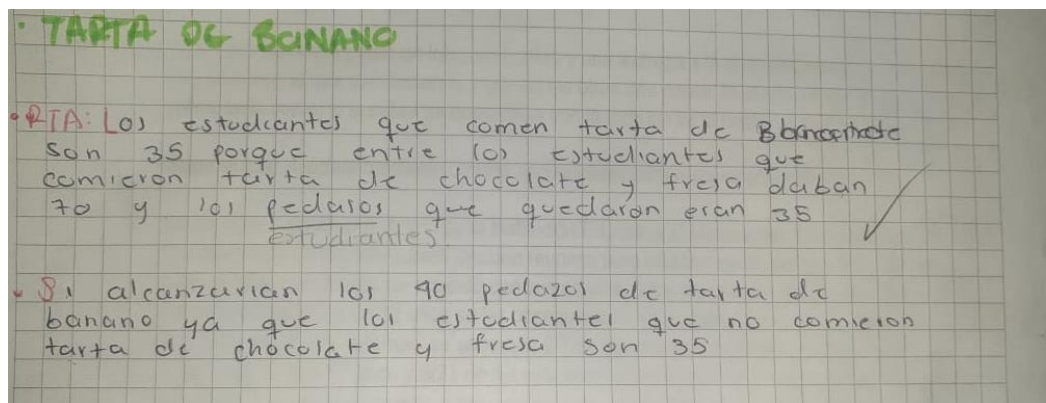 · TARTA DE BANANO
· RTA: Los estudiantes que comen tarta de
son 35 porque entre los estudiantes que
comieron tarta de chocolate y fresa daban
70 y los pedasos que quedaron eran 35
estudiantes
· Si alcanzarian los 40 pedazos de tarta de
banano ya que los estudiantes que no comieron
tarta de chocolate y fresa son 35